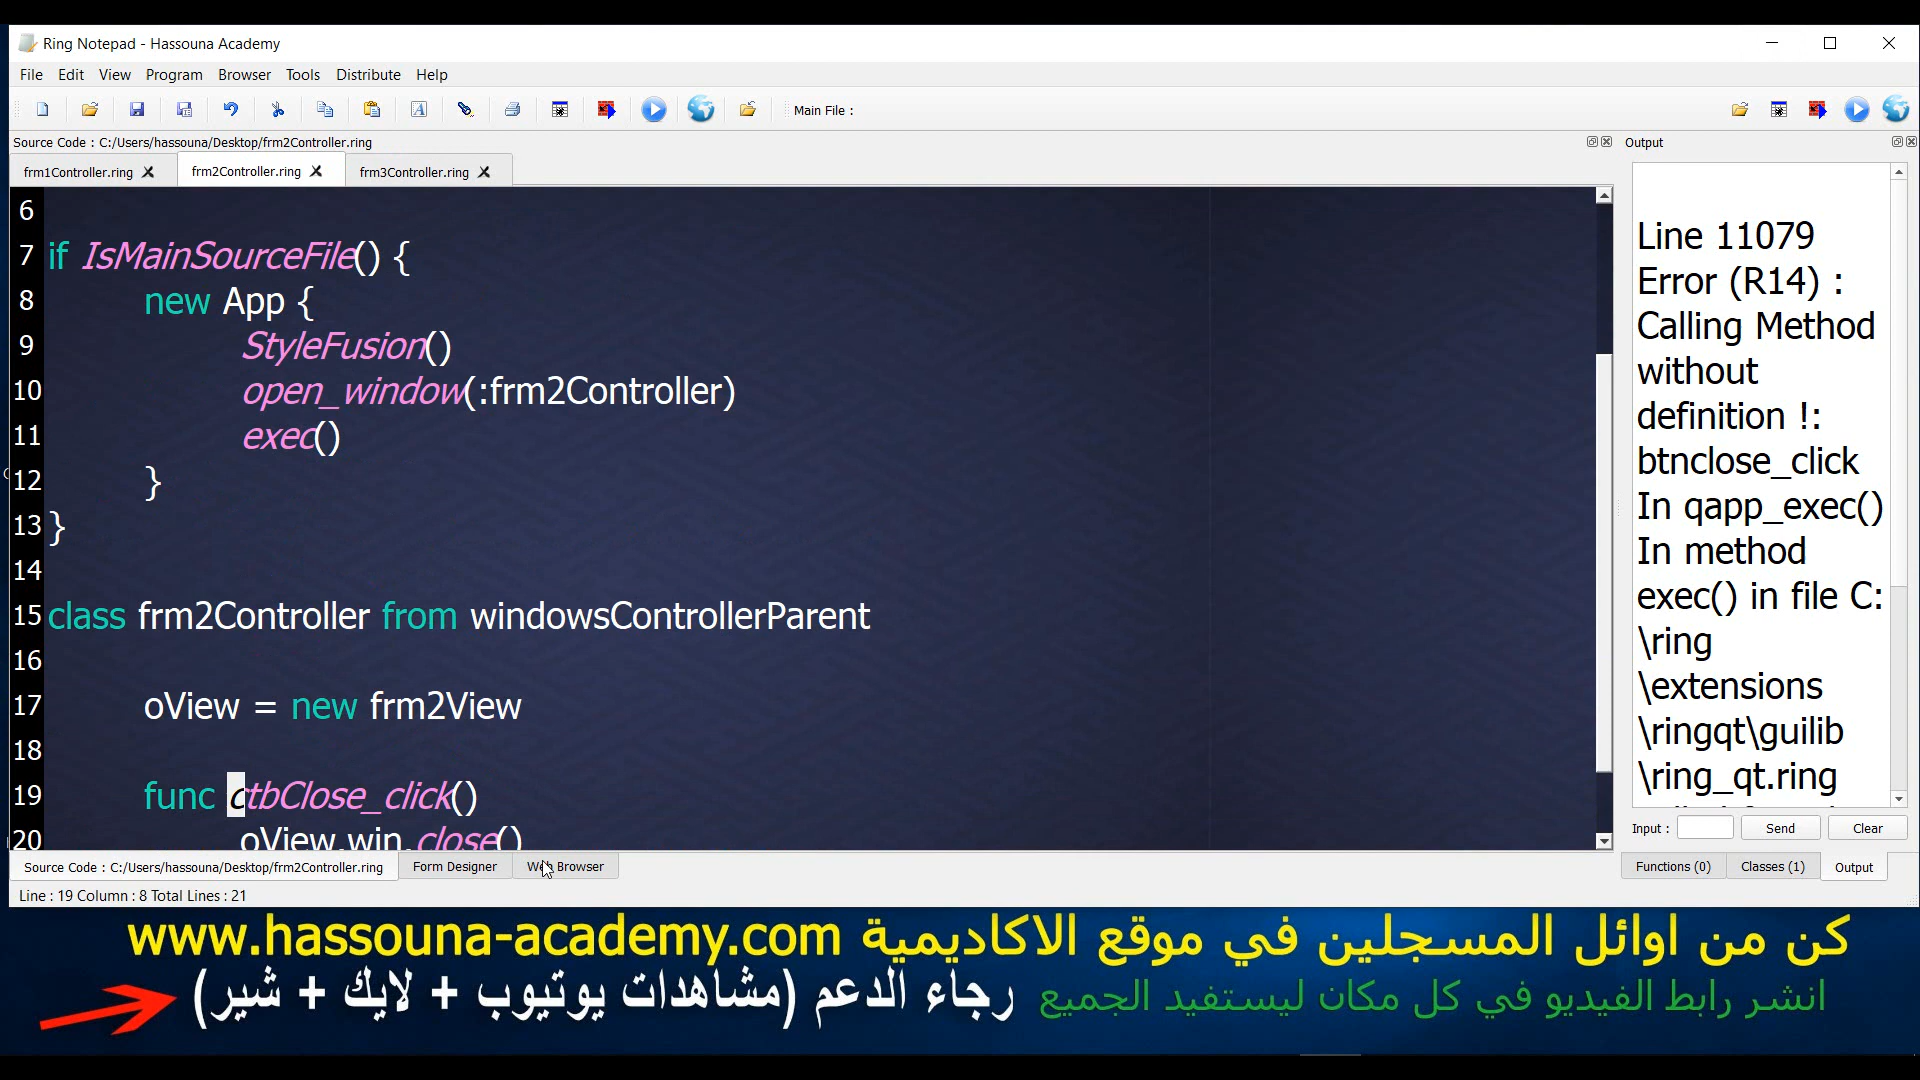 Ring Notepad - Hassouna Academy
File Edit View Program Browser Tools Distribute Help
Main File :
Source Code : C:/Users/hassouna/Desktop/frm2Controller.ring
Output
frm1Controller.ring
frm2Controller.ring
frm3Controller.ring
6
7 if IsMainSourceFile() {
8 new App {
9 StyleFusion()
10 open_window(:frm2Controller)
11 exec()
12 }
13 }
14
15 class frm2Controller from windowsControllerParent
16
17 oView = new frm2View
18
19 func ctbClose_click()
20 oView.win.close()
Line 11079
Error (R14) :
Calling Method
without
definition !:
btnclose_click
In qapp_exec()
In method
exec() in file C:
\ring
\extensions
\ringqt\guilib
\ring_qt.ring
Input :
Send
Clear
Source Code : C:/Users/hassouna/Desktop/frm2Controller.ring
Form Designer
Web Browser
Functions (0)
Classes (1)
Output
Line : 19 Column : 8 Total Lines : 21
كن من اوائل المسجلين في موقع الاكاديمية www.hassouna-academy.com
انشر رابط الفيديو في كل مكان ليستفيد الجميع
رجاء الدعم (مشاهدات يوتيوب + لايك + شير)